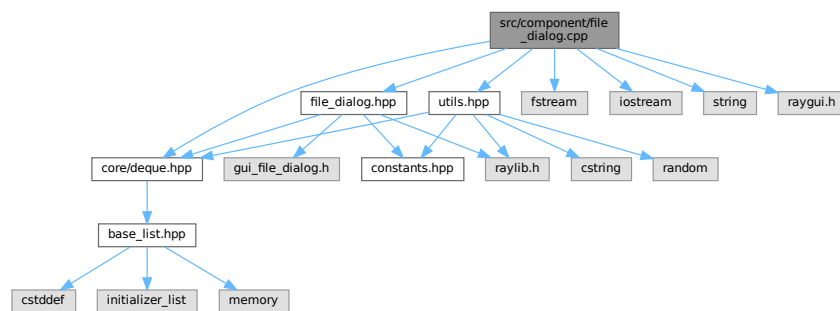 src/component/file
_dialog.cpp
file_dialog.hpp
utils.hpp
fstream
iostream
string
raygui.h
core/deque.hpp
gui_file_dialog.h
constants.hpp
raylib.h
cstring
random
base_list.hpp
cstddef
initializer_list
memory